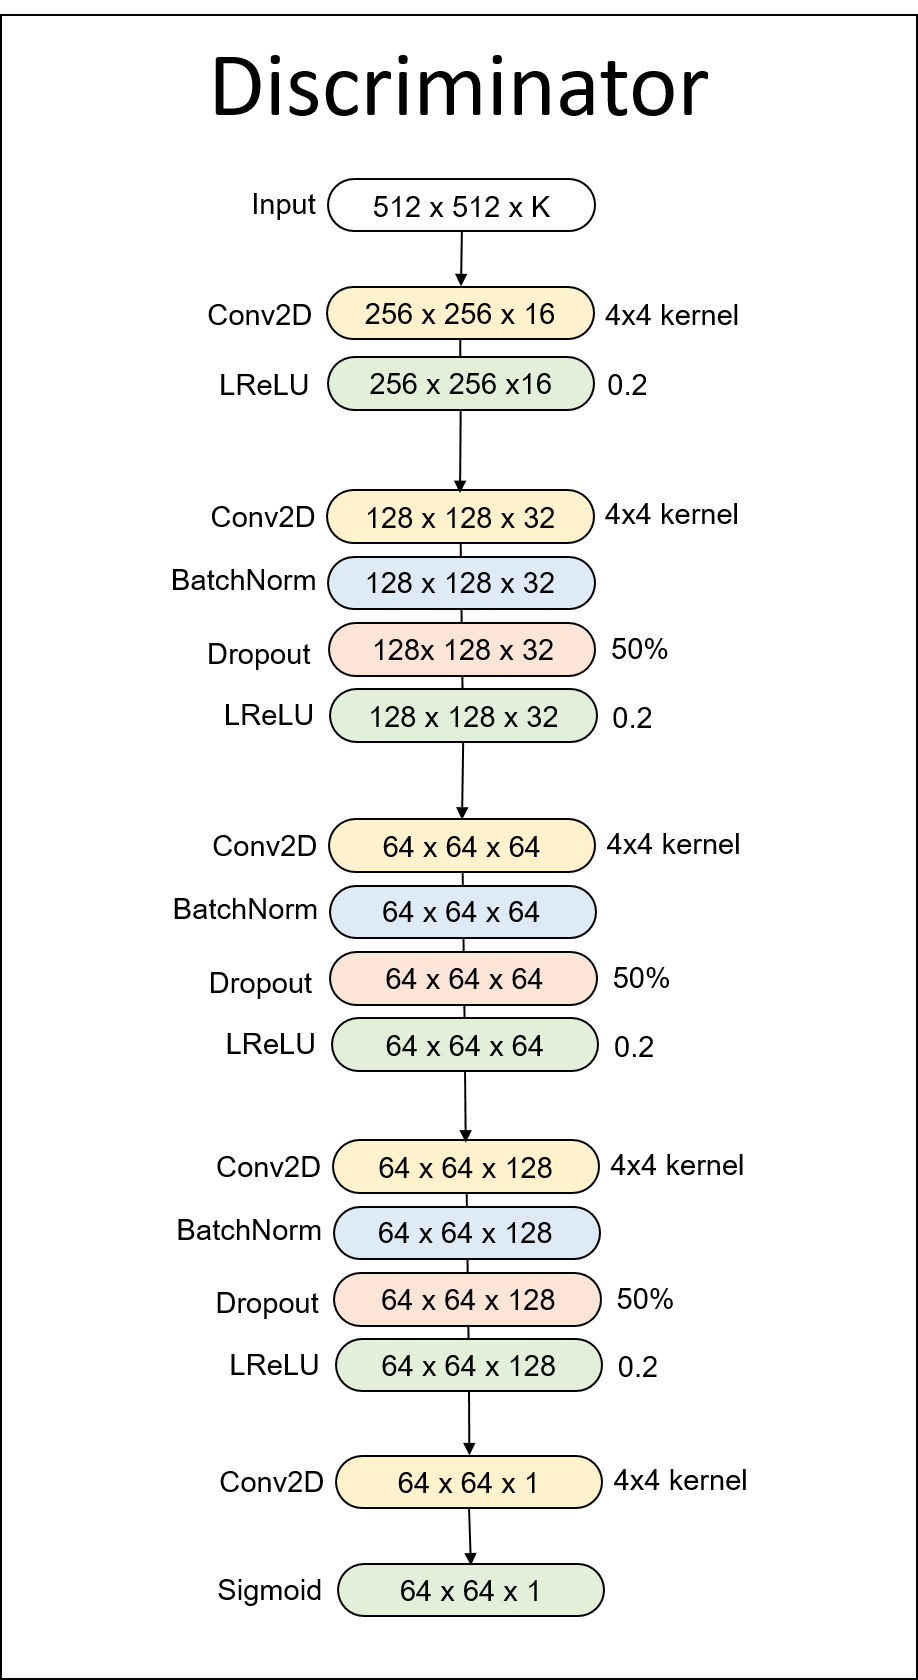 Discriminator
Input 512 x 512 x K
Conv2D 256 x 256 x 16 4x4 kernel
LReLU 256 x 256 x16 0.2
Conv2D 128 x 128 x 32 4x4 kernel
BatchNorm 128 x 128 x 32
Dropout 128x 128 x 32 50%
LReLU 128 x 128 x 32 0.2
Conv2D 64 x 64 x 64 4x4 kernel
BatchNorm 64 x 64 x 64
Dropout 64 x 64 x 64 50%
LReLU 64 x 64 x 64 0.2
Conv2D 64 x 64 x 128 4x4 kernel
BatchNorm 64 x 64 x 128
Dropout 64 x 64 x 128 50%
LReLU 64 x 64 x 128 0.2
Conv2D 64 x 64 x 1 4x4 kernel
Sigmoid 64 x 64 x 1